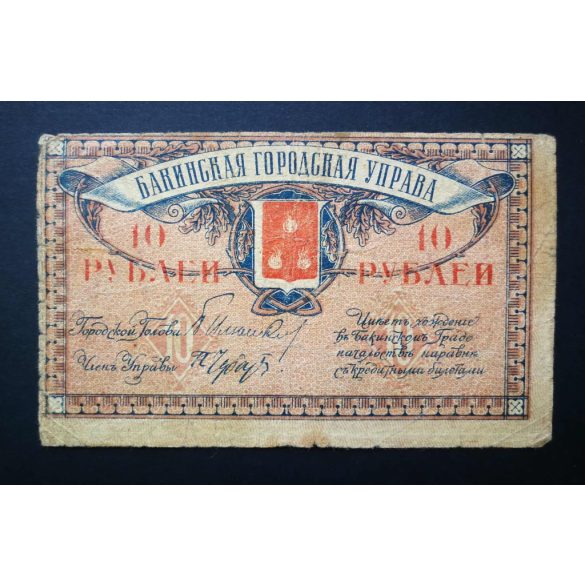 БАКИНСКАЯ ГОРОДСКАЯ УПРАВА
10 РУБЛЕЙ
10 РУБЛЕЙ
Городской Голова
Членъ Управы
Имѣетъ хожденіе
въ Бакинскомъ Градо
начальствѣ наравнѣ
съ кредитными билетами
10